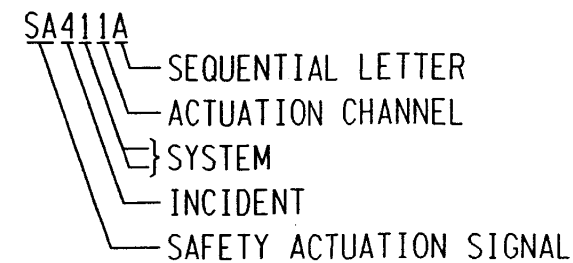 SA411A
SEQUENTIAL LETTER
ACTUATION CHANNEL
SYSTEM
INCIDENT
SAFETY ACTUATION SIGNAL